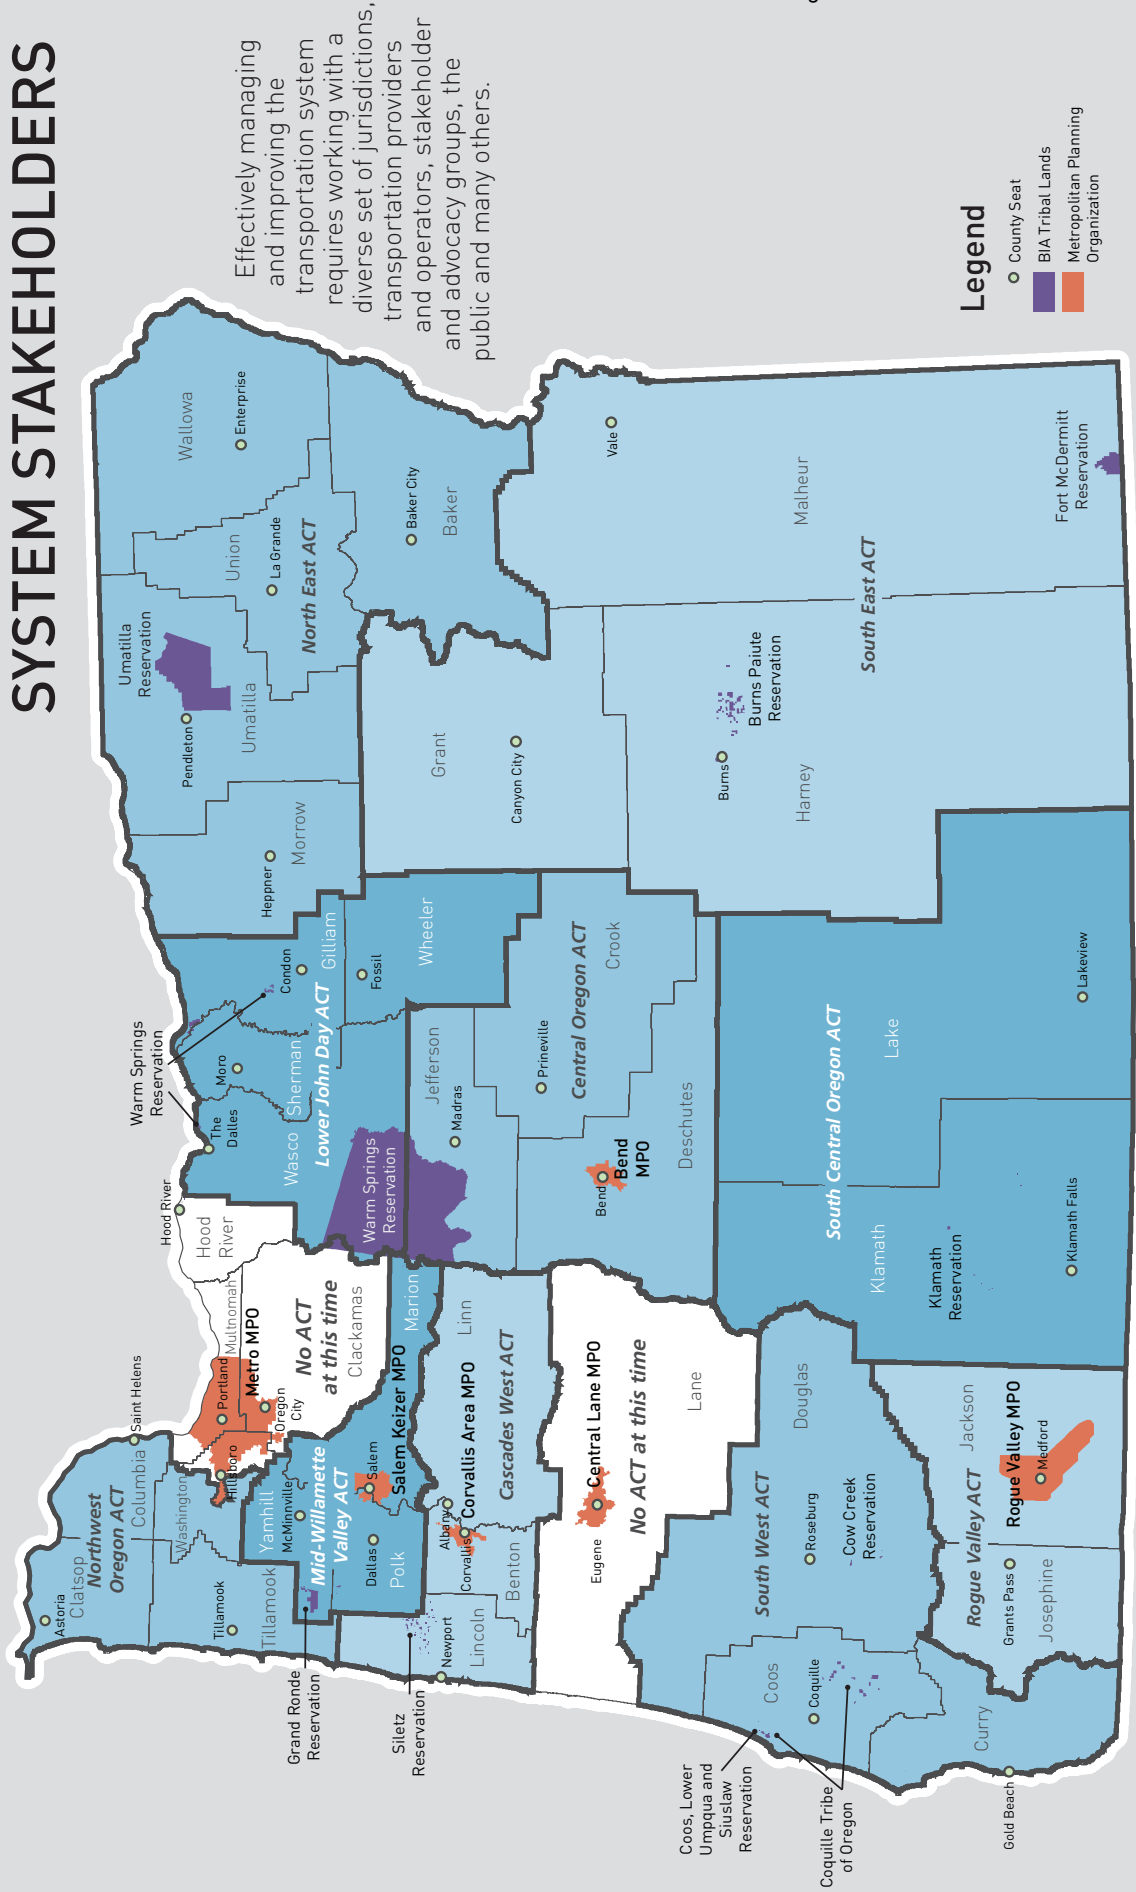 SYSTEM STAKEHOLDERS
Effectively managing
and improving the
transportation system
requires working with a
diverse set of jurisdictions,
transportation providers
and operators, stakeholder
and advocacy groups, the
public and many others.
Astoria
Clatsop
Northwest
Oregon ACT
Columbia
Saint Helens
Tillamook
Tillamook
Washington
Hillsboro
Portland
Multnomah
Metro MPO
Oregon
City
No ACT
at this time
Clackamas
Hood River
Hood
River
Yamhill
McMinnville
Mid-Willamette
Valley ACT
Dallas
Polk
Salem
Salem Keizer MPO
Marion
Grand Ronde
Reservation
Siletz
Reservation
Newport
Lincoln
Albany
Corvallis
Corvallis Area MPO
Benton
Linn
Cascades West ACT
Eugene
Central Lane MPO
No ACT at this time
Lane
Warm Springs
Reservation
The
Dalles
Moro
Wasco
Sherman
Lower John Day ACT
Condon
Gilliam
Fossil
Wheeler
Warm Springs
Reservation
Jefferson
Madras
Prineville
Central Oregon ACT
Crook
Bend
Bend
MPO
Deschutes
Heppner
Morrow
Pendleton
Umatilla
Reservation
Umatilla
Union
La Grande
North East ACT
Wallowa
Enterprise
Baker City
Baker
Grant
Canyon City
Burns
Burns Paiute
Reservation
Harney
South East ACT
Vale
Malheur
Fort McDermitt
Reservation
South Central Oregon ACT
Lake
Lakeview
Klamath
Klamath
Reservation
Klamath Falls
Douglas
South West ACT
Roseburg
Cow Creek
Reservation
Coos
Coquille
Coos, Lower
Umpqua and
Siuslaw
Reservation
Coquille Tribe
of Oregon
Curry
Gold Beach
Rogue Valley ACT
Jackson
Rogue Valley MPO
Medford
Grants Pass
Josephine
Legend
County Seat
BIA Tribal Lands
Metropolitan Planning
Organization